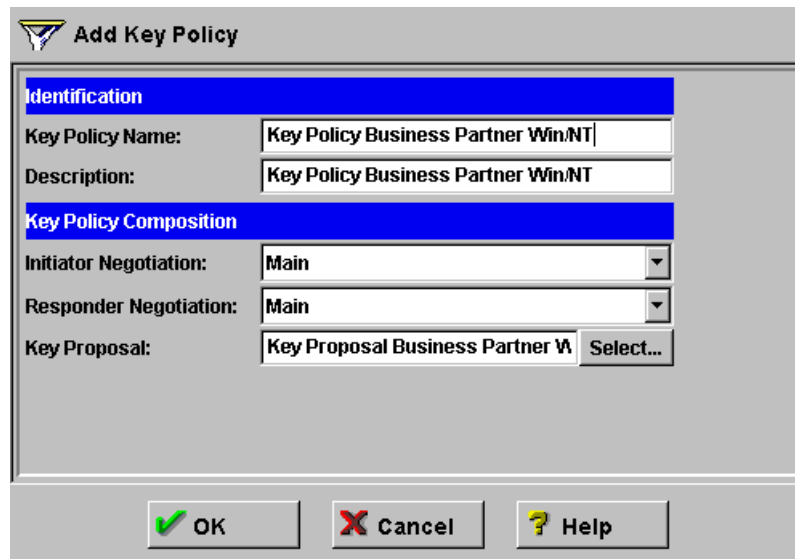 Add Key Policy
Identification
Key Policy Name: Key Policy Business Partner Win/NT
Description: Key Policy Business Partner Win/NT
Key Policy Composition
Initiator Negotiation: Main
Responder Negotiation: Main
Key Proposal: Key Proposal Business Partner Select...
OK Cancel Help